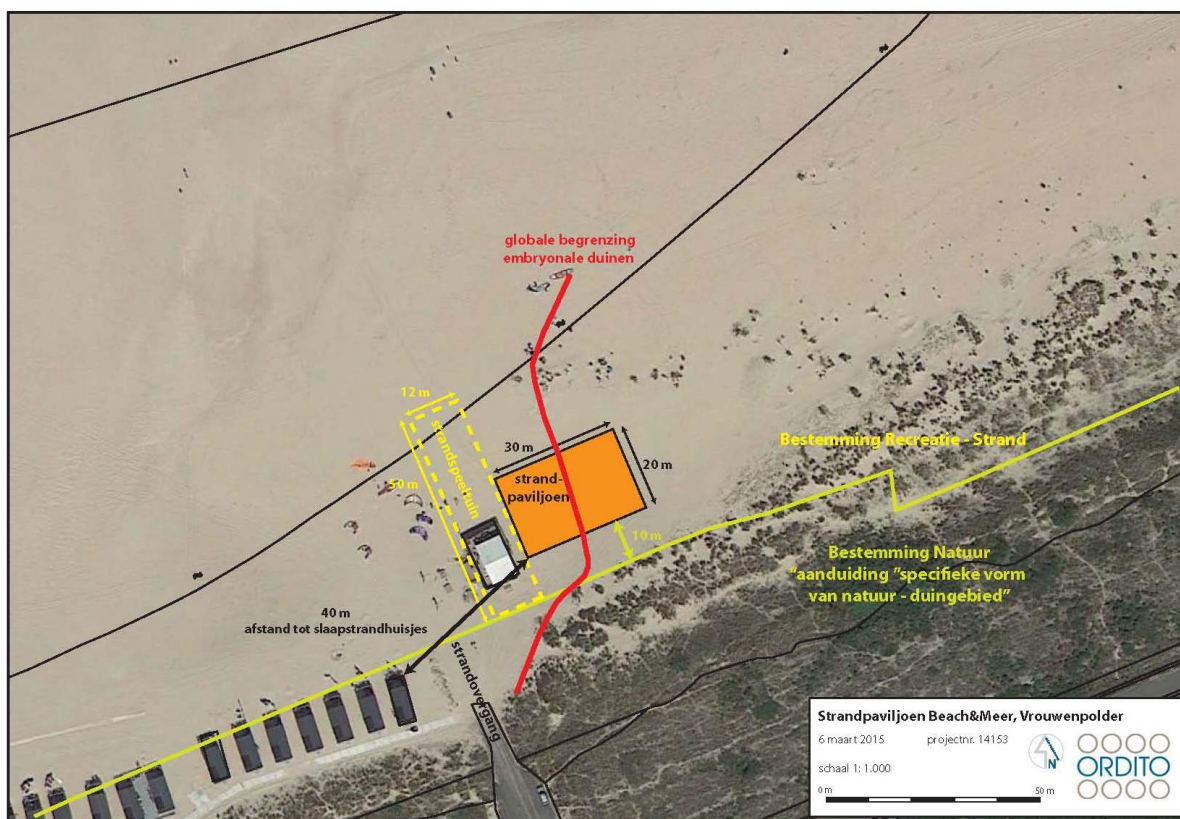 globale begrenzing
embryonale duinen
12 m
strandspeeltuin
50 m
30 m
20 m
strand-
paviljoen
10 m
Bestemming Recreatie - Strand
Bestemming Natuur
"aanduiding "specifieke vorm
van natuur - duingebied"
40 m
afstand tot slaapstrandhuisjes
strandovergang
Strandpaviljoen Beach&Meer, Vrouwenpolder
6 maart 2015 projectnr. 14153
schaal 1: 1.000
N
0 m 50 m
ORDITO